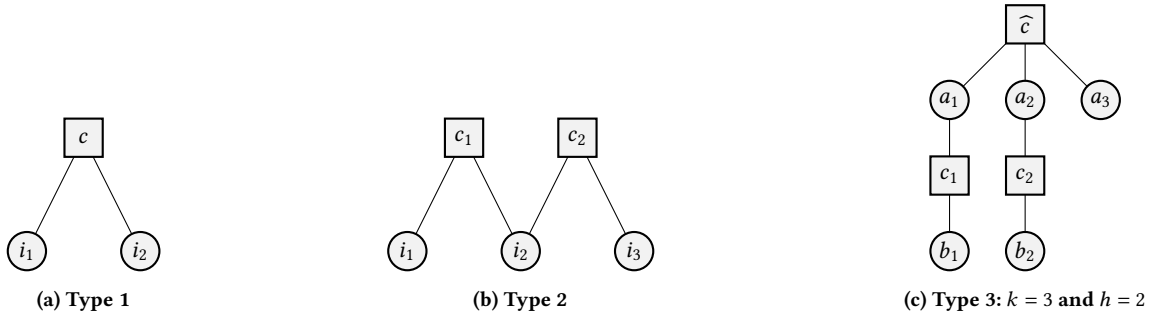 ĉ
a₁ a₂ a₃
c c₁ c₂
c₁ c₂
i₁ i₂ i₁ i₂ i₃ b₁ b₂
(a) Type 1 (b) Type 2 (c) Type 3: k = 3 and h = 2